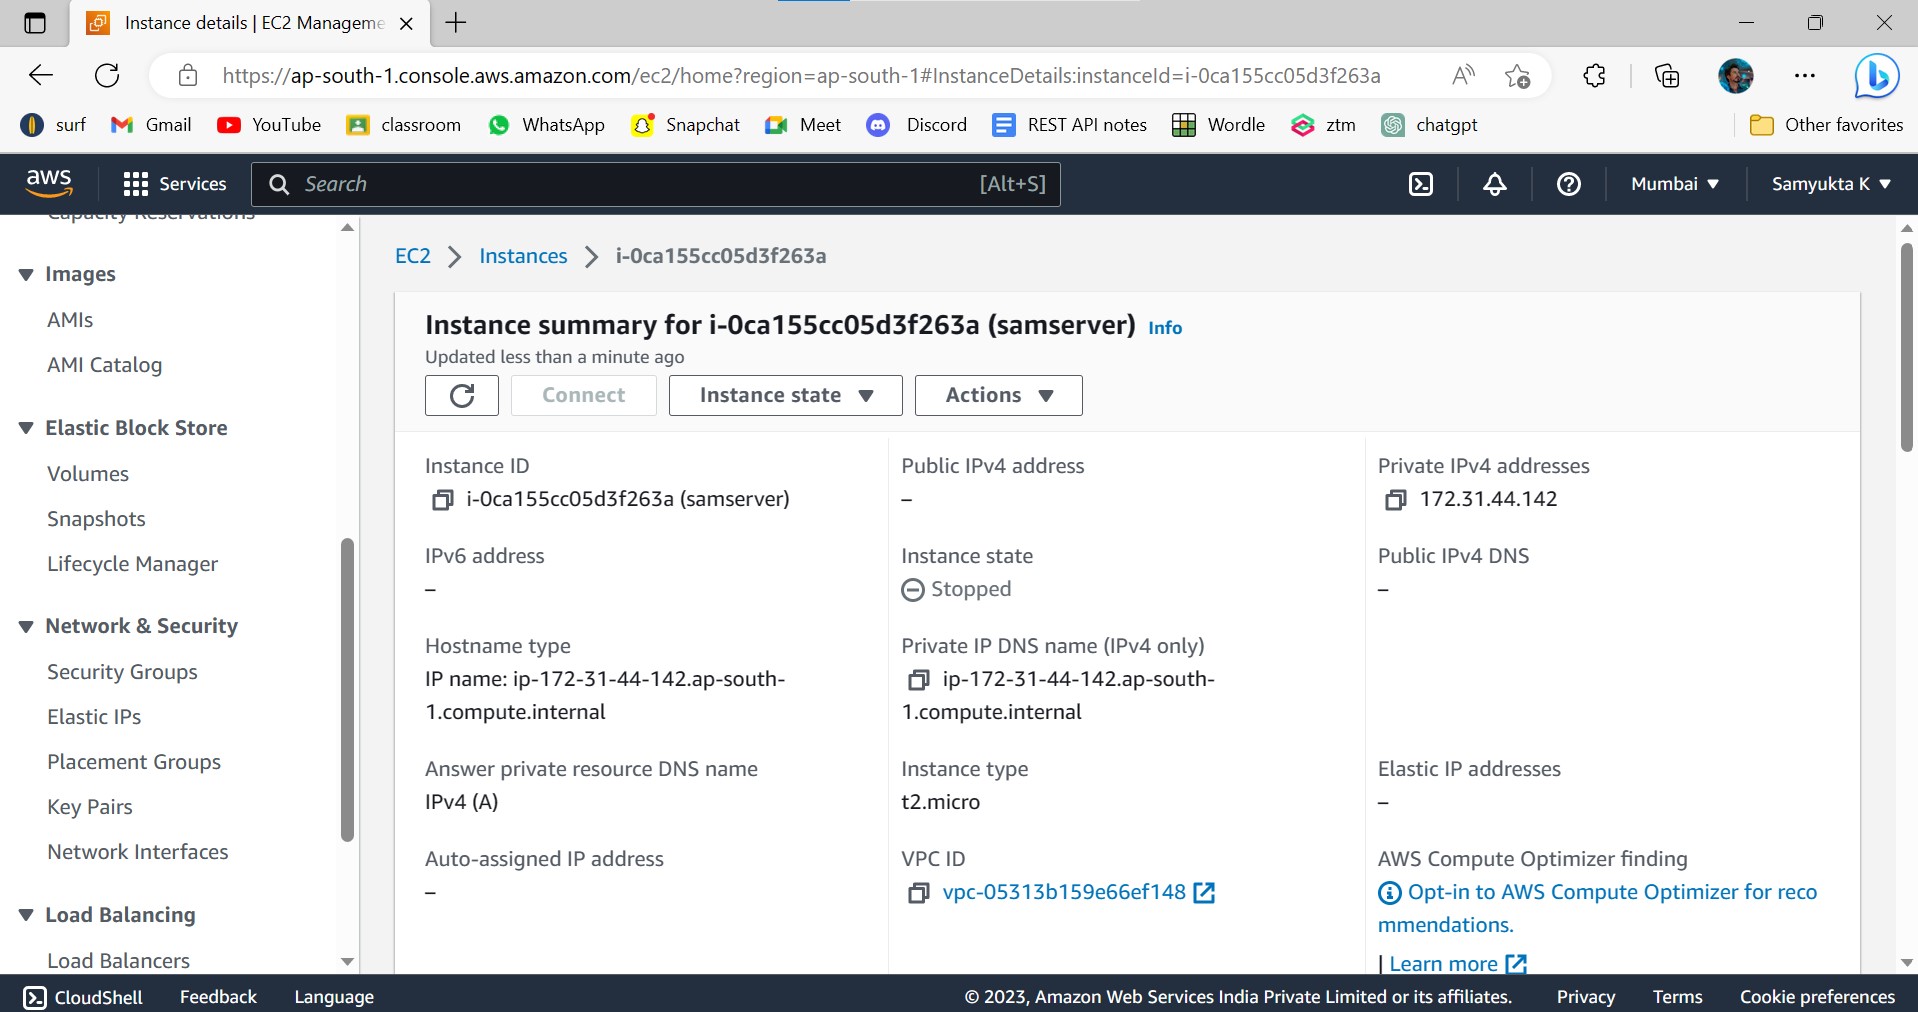 Instance details | EC2 Manageme
https://ap-south-1.console.aws.amazon.com/ec2/home?region=ap-south-1#InstanceDetails:instanceId=i-0ca155cc05d3f263a
surf Gmail YouTube classroom WhatsApp Snapchat Meet Discord REST API notes Wordle ztm chatgpt Other favorites
aws Services Search [Alt+S] Mumbai Samyukta K
Capacity Reservations
Images
AMIs
AMI Catalog
Elastic Block Store
Volumes
Snapshots
Lifecycle Manager
Network & Security
Security Groups
Elastic IPs
Placement Groups
Key Pairs
Network Interfaces
Load Balancing
Load Balancers
EC2 > Instances > i-0ca155cc05d3f263a
Instance summary for i-0ca155cc05d3f263a (samserver) Info
Updated less than a minute ago
Connect Instance state Actions
Instance ID
i-0ca155cc05d3f263a (samserver)
Public IPv4 address
–
Private IPv4 addresses
172.31.44.142
IPv6 address
–
Instance state
Stopped
Public IPv4 DNS
–
Hostname type
IP name: ip-172-31-44-142.ap-south-
1.compute.internal
Private IP DNS name (IPv4 only)
ip-172-31-44-142.ap-south-
1.compute.internal
Answer private resource DNS name
IPv4 (A)
Instance type
t2.micro
Elastic IP addresses
–
Auto-assigned IP address
–
VPC ID
vpc-05313b159e66ef148
AWS Compute Optimizer finding
Opt-in to AWS Compute Optimizer for reco
mmendations.
| Learn more
CloudShell Feedback Language © 2023, Amazon Web Services India Private Limited or its affiliates. Privacy Terms Cookie preferences